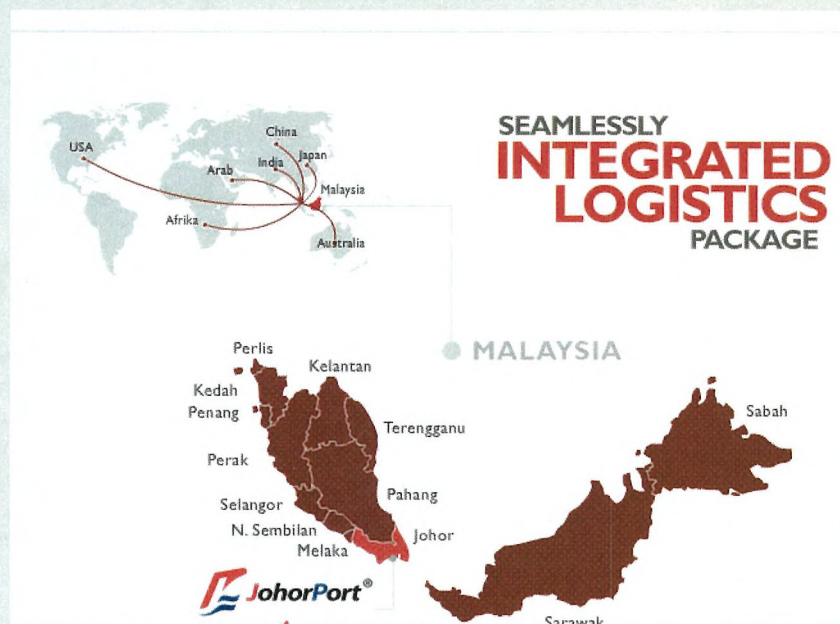 SEAMLESSLY
INTEGRATED
LOGISTICS
PACKAGE
USA
China
Japan
India
Arab
Malaysia
Afrika
Australia
MALAYSIA
Perlis
Kelantan
Kedah
Penang
Sabah
Terengganu
Perak
Pahang
Selangor
N. Sembilan
Johor
Melaka
JohorPort®
Sarawak